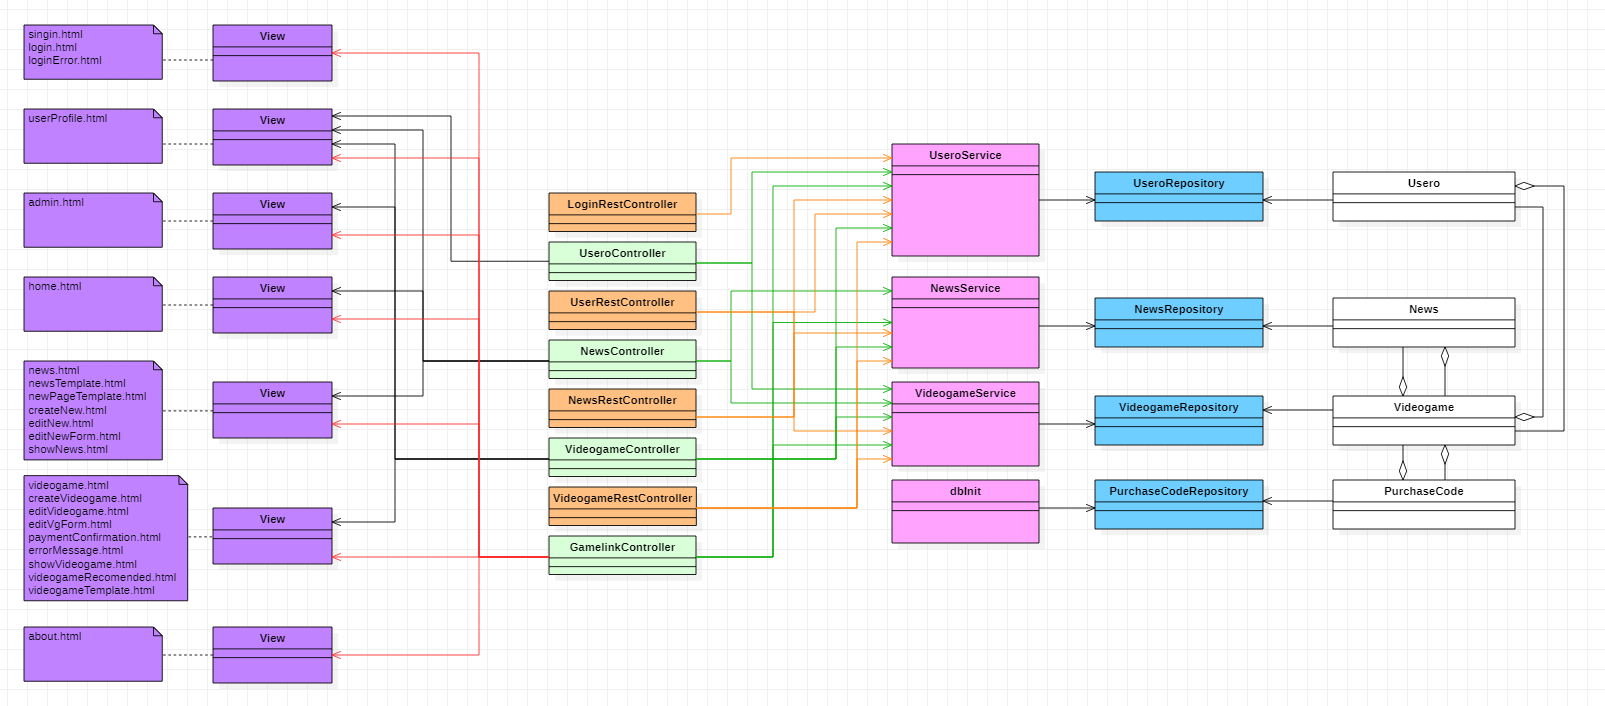 singin.html
login.html
loginError.html
View
userProfile.html
View
admin.html
View
home.html
View
news.html
newsTemplate.html
newPageTemplate.html
createNew.html
editNew.html
editNewForm.html
showNews.html
View
videogame.html
createVideogame.html
editVideogame.html
editVgForm.html
paymentConfirmation.html
errorMessage.html
showVideogame.html
videogameRecomended.html
videogameTemplate.html
View
about.html
View
LoginRestController
UseroController
UserRestController
NewsController
NewsRestController
VideogameController
VideogameRestController
GamelinkController
UseroService
NewsService
VideogameService
dbInit
UseroRepository
NewsRepository
VideogameRepository
PurchaseCodeRepository
Usero
News
Videogame
PurchaseCode